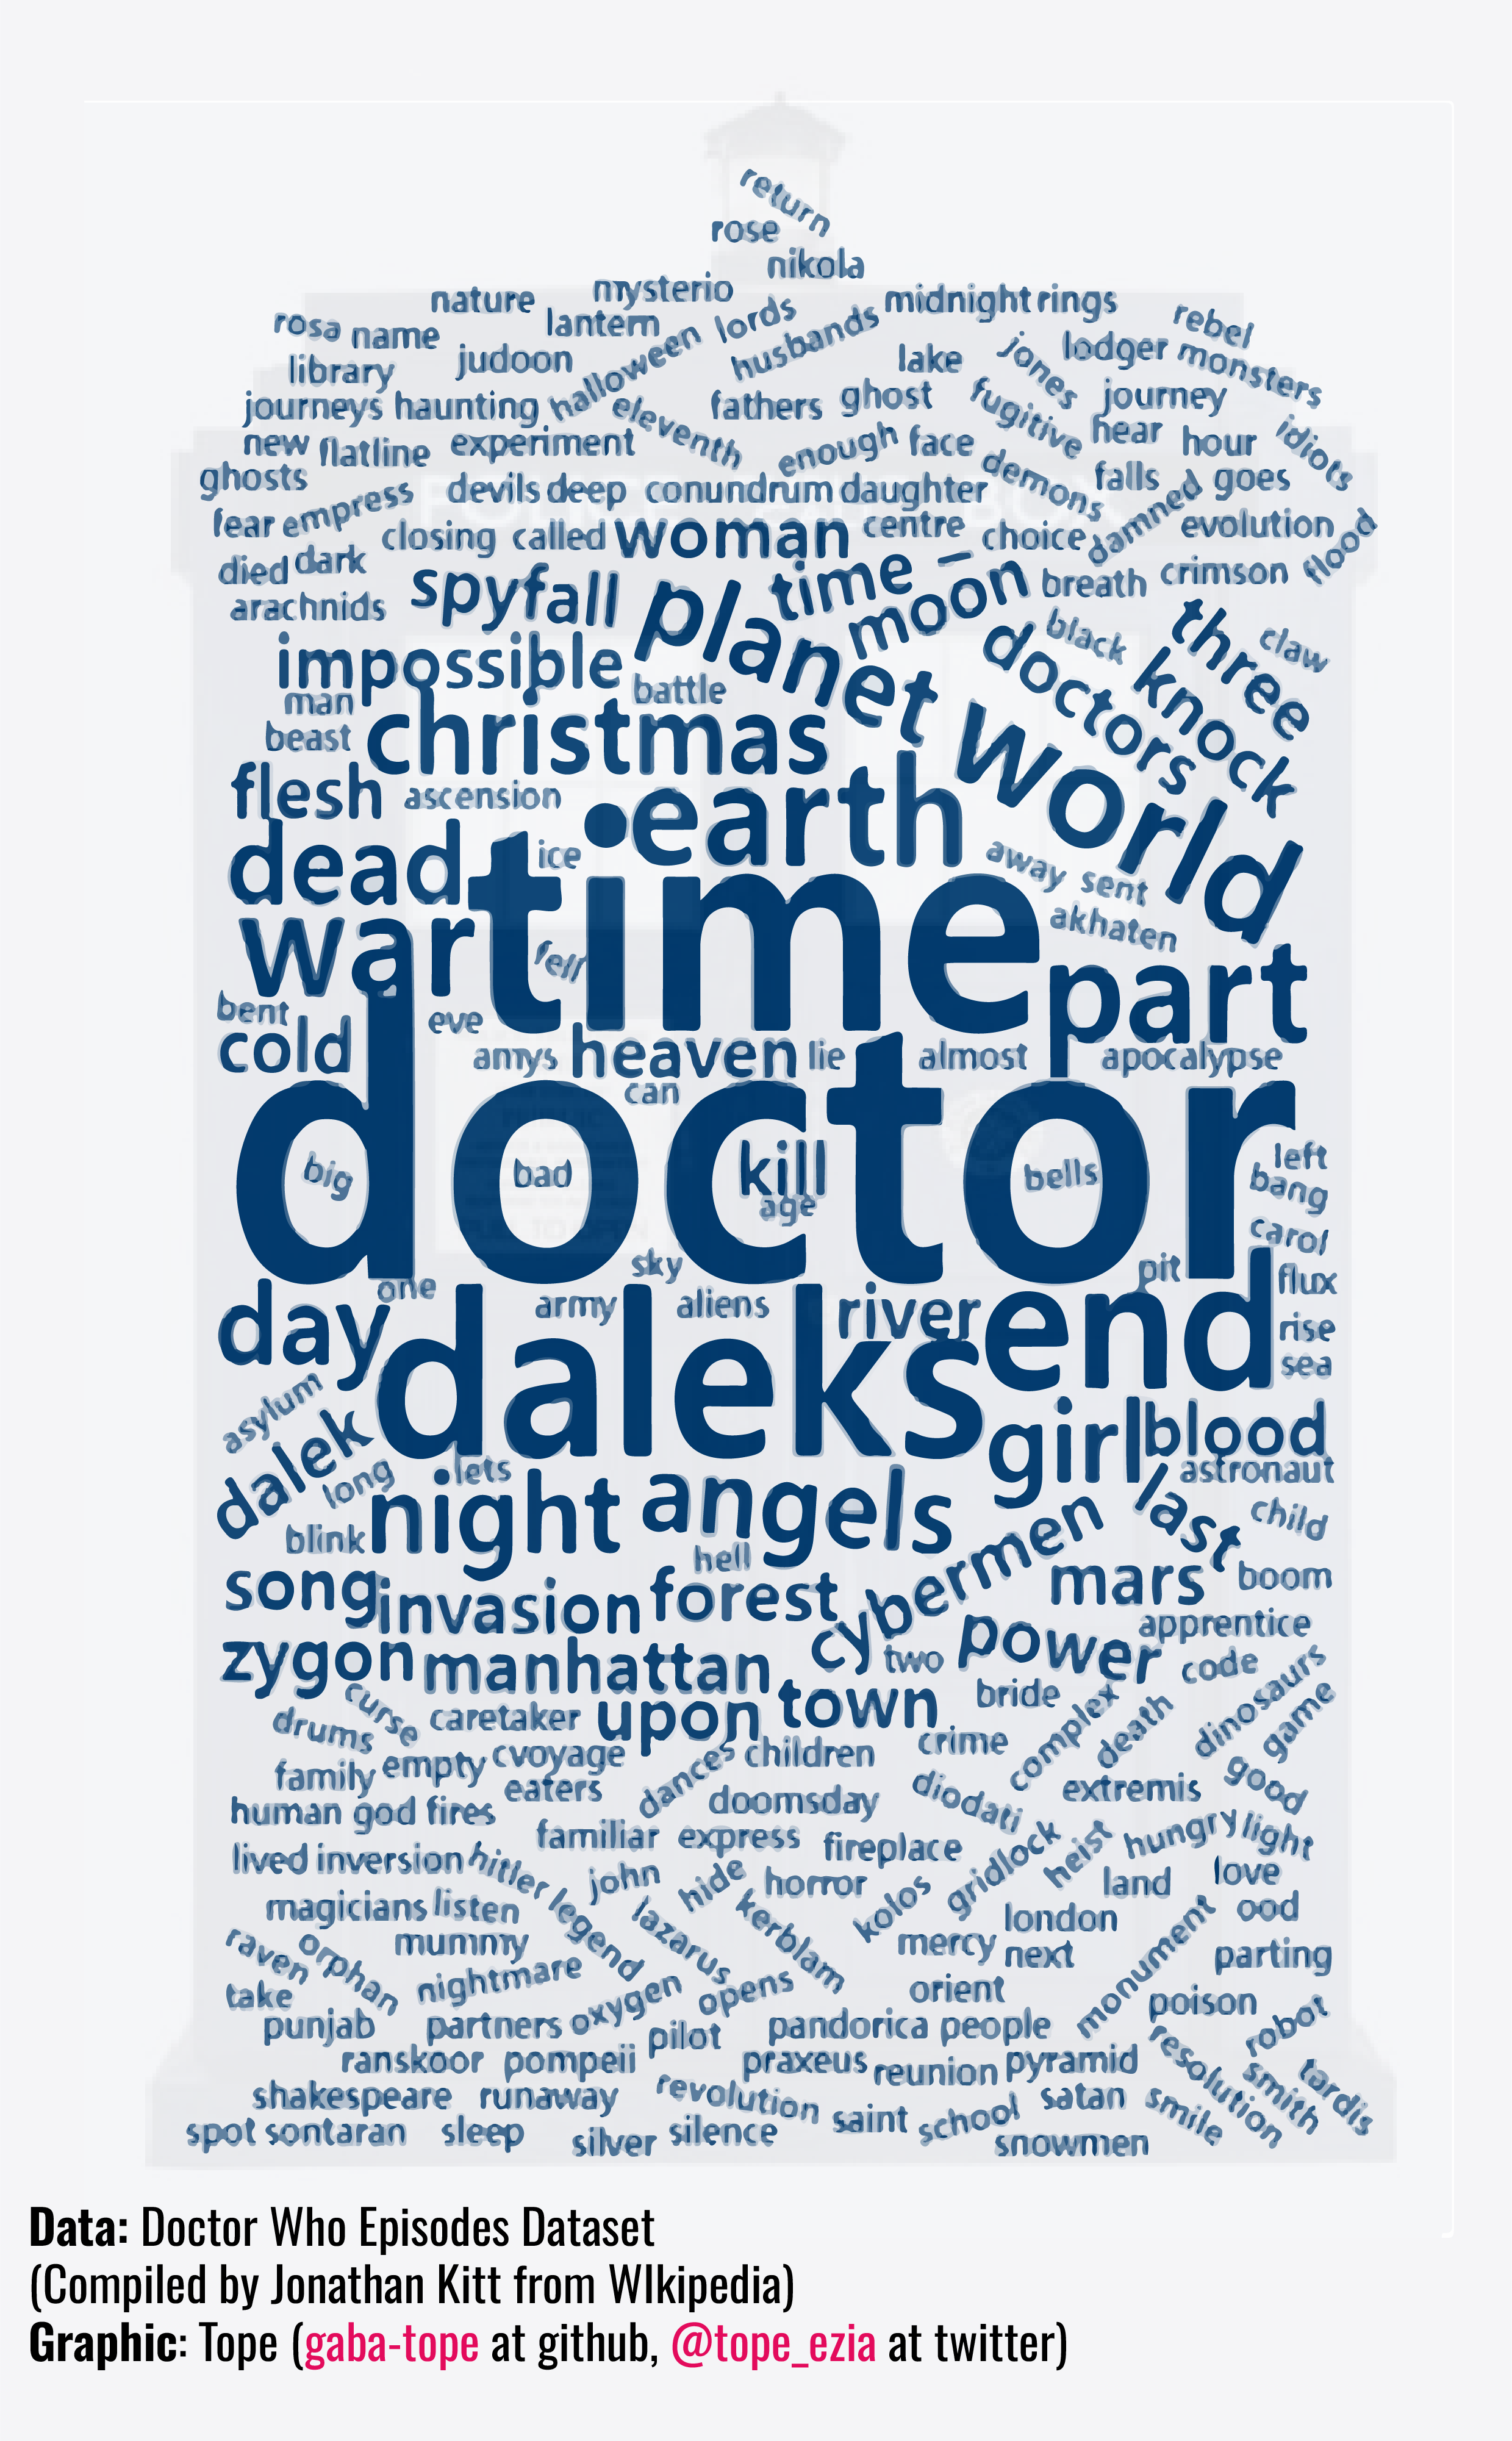 return
rose
nikola
nature mysterio midnight rings
rosa name lantern lords husbands rebel
library judoon halloween lake jones lodger monsters
journeys haunting eleventh fathers ghost fugitive journey
new flatline experiment enough face hear hour idiots
ghosts devils deep conundrum daughter demons falls goes
fear empress closing called woman centre choice damned evolution flood
died dark spyfall time – moon breath crimson
arachnids planet doctors black three claw
impossible battle knock
man christmas world
beast
flesh ascension earth
dead ice time away sent
war fell akhaten part
bent eve
cold amys heaven lie almost apocalypse
can
doctor
big bad kill bells left
age bang
carol
sky pit flux
day one army aliens river end rise
daleks sea
asylum girl blood
dalek long lets astronaut
night angels last child
blink hell cybermen
song invasion forest mars boom
zygon manhattan two power apprentice
code
curse caretaker upon town bride complex death dinosaurs game
drums
family empty cvoyage dances children crime good
eaters doomsday diodati extremis
human god fires
familiar express fireplace gridlock heist hungry light
lived inversion hitler john hide horror land love
magicians listen legend lazarus kerblam kolos london ood
raven orphan mummy mercy next monument parting
take nightmare oxygen opens orient poison
punjab partners pilot pandorica people robot
ranskoor pompeii praxeus reunion pyramid resolution
shakespeare runaway revolution satan smile smith tardis
spot sontaran sleep silver silence saint school snowmen
POLICE BOX
PULL TO OPEN
Data: Doctor Who Episodes Dataset
(Compiled by Jonathan Kitt from WIkipedia)
Graphic: Tope (gaba-tope at github, @tope_ezia at twitter)